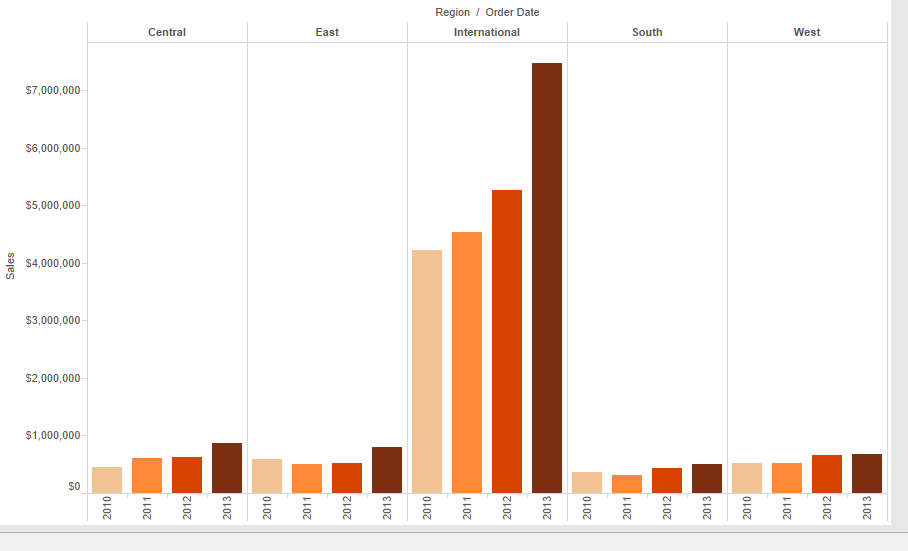 Region / Order Date
Central East International South West
$7,000,000
$6,000,000
$5,000,000
$4,000,000
$3,000,000
$2,000,000
$1,000,000
$0
Sales
2010 2011 2012 2013 2010 2011 2012 2013 2010 2011 2012 2013 2010 2011 2012 2013 2010 2011 2012 2013